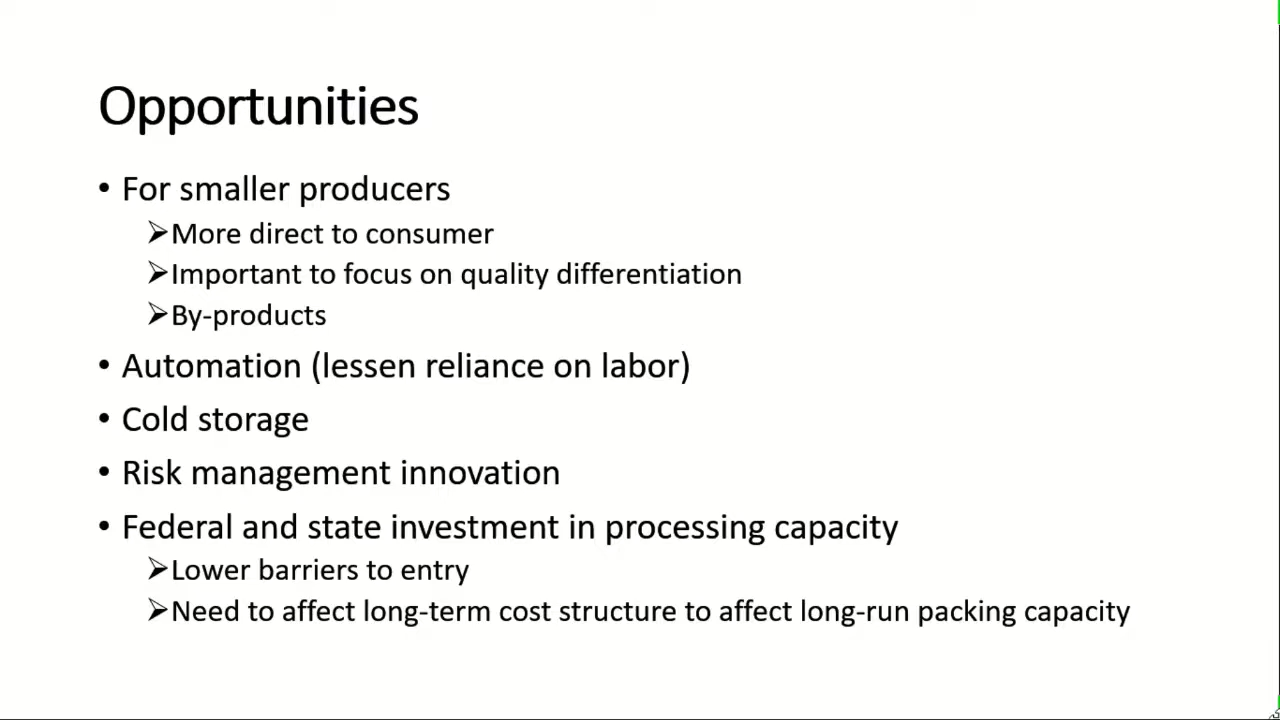 Opportunities
• For smaller producers
➢More direct to consumer
➢Important to focus on quality differentiation
➢By-products
• Automation (lessen reliance on labor)
• Cold storage
• Risk management innovation
• Federal and state investment in processing capacity
➢Lower barriers to entry
➢Need to affect long-term cost structure to affect long-run packing capacity